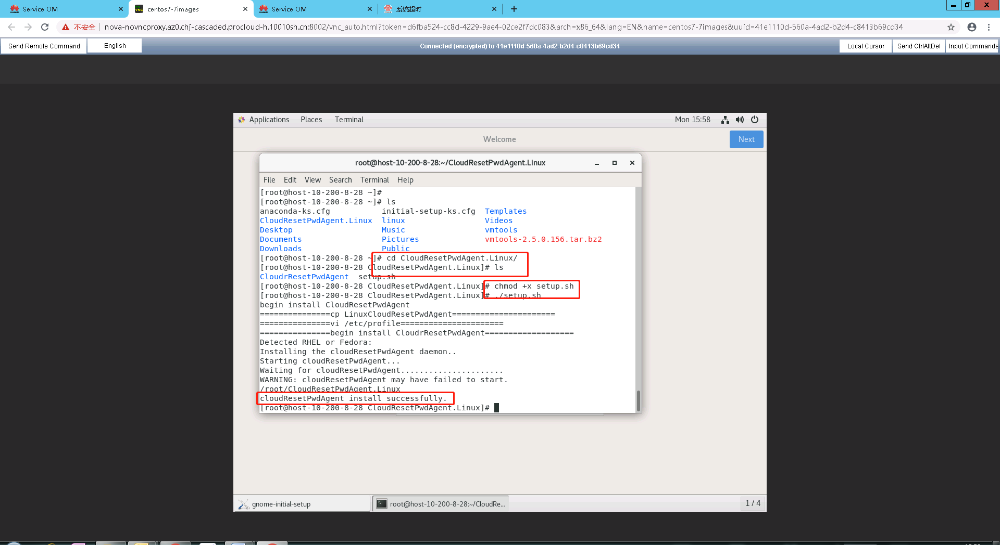 Service OM
centos7-7images
Service OM
系统超时
不安全
nova-novncproxy.az0.chj-cascaded.procloud-h.10010sh.cn:8002/vnc_auto.html?token=d6fba524-cc8d-4229-9ae4-02ce2f7dc083&arch=x86_64&lang=EN&name=centos7-7images&uuid=41e1110d-560a-4ad2-b2d4-c8413b69cd34
Send Remote Command
English
Connected (encrypted) to 41e1110d-560a-4ad2-b2d4-c8413b69cd34
Local Cursor
Send CtrlAltDel
Input Commands
Applications Places Terminal
Mon 15:58
Welcome
Next
root@host-10-200-8-28:~/CloudResetPwdAgent.Linux
File Edit View Search Terminal Help
[root@host-10-200-8-28 ~]#
[root@host-10-200-8-28 ~]# ls
anaconda-ks.cfg initial-setup-ks.cfg Templates
CloudResetPwdAgent.Linux linux Videos
Desktop Music vmtools
Documents Pictures vmtools-2.5.0.156.tar.bz2
Downloads Public
[root@host-10-200-8-28 ~]# cd CloudResetPwdAgent.Linux/
[root@host-10-200-8-28 CloudResetPwdAgent.Linux]# ls
CloudrResetPwdAgent setup.sh
[root@host-10-200-8-28 CloudResetPwdAgent.Linux]# chmod +x setup.sh
[root@host-10-200-8-28 CloudResetPwdAgent.Linux]# ./setup.sh
begin install CloudResetPwdAgent
===============cp LinuxCloudResetPwdAgent======================
===============vi /etc/profile======================
===============begin install CloudrResetPwdAgent===================
Detected RHEL or Fedora:
Installing the cloudResetPwdAgent daemon..
Starting cloudResetPwdAgent...
Waiting for cloudResetPwdAgent......................
WARNING: cloudResetPwdAgent may have failed to start.
/root/CloudResetPwdAgent.Linux
cloudResetPwdAgent install successfully.
[root@host-10-200-8-28 CloudResetPwdAgent.Linux]#
gnome-initial-setup
root@host-10-200-8-28:~/CloudRe...
1 / 4